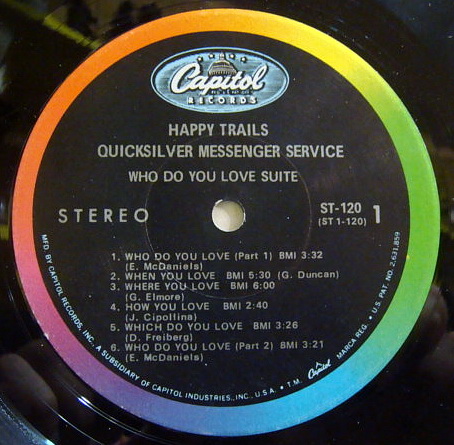 Capitol
RECORDS
HAPPY TRAILS
QUICKSILVER MESSENGER SERVICE
WHO DO YOU LOVE SUITE
STEREO
ST-120
(ST 1-120)
1
1. WHO DO YOU LOVE (Part 1) BMI 3:32
(E. McDaniels)
2. WHEN YOU LOVE BMI 5:30 (G. Duncan)
3. WHERE YOU LOVE BMI 6:00
(G. Elmore)
4. HOW YOU LOVE BMI 2:40
(J. Cipollina)
5. WHICH DO YOU LOVE BMI 3:26
(D. Freiberg)
6. WHO DO YOU LOVE (Part 2) BMI 3:21
(E. McDaniels)
MFD. BY CAPITOL RECORDS, INC., A SUBSIDIARY OF CAPITOL INDUSTRIES, INC., U.S.A. • T.M. Capitol MARCA REG. • U.S. PAT. NO. 2,631,859